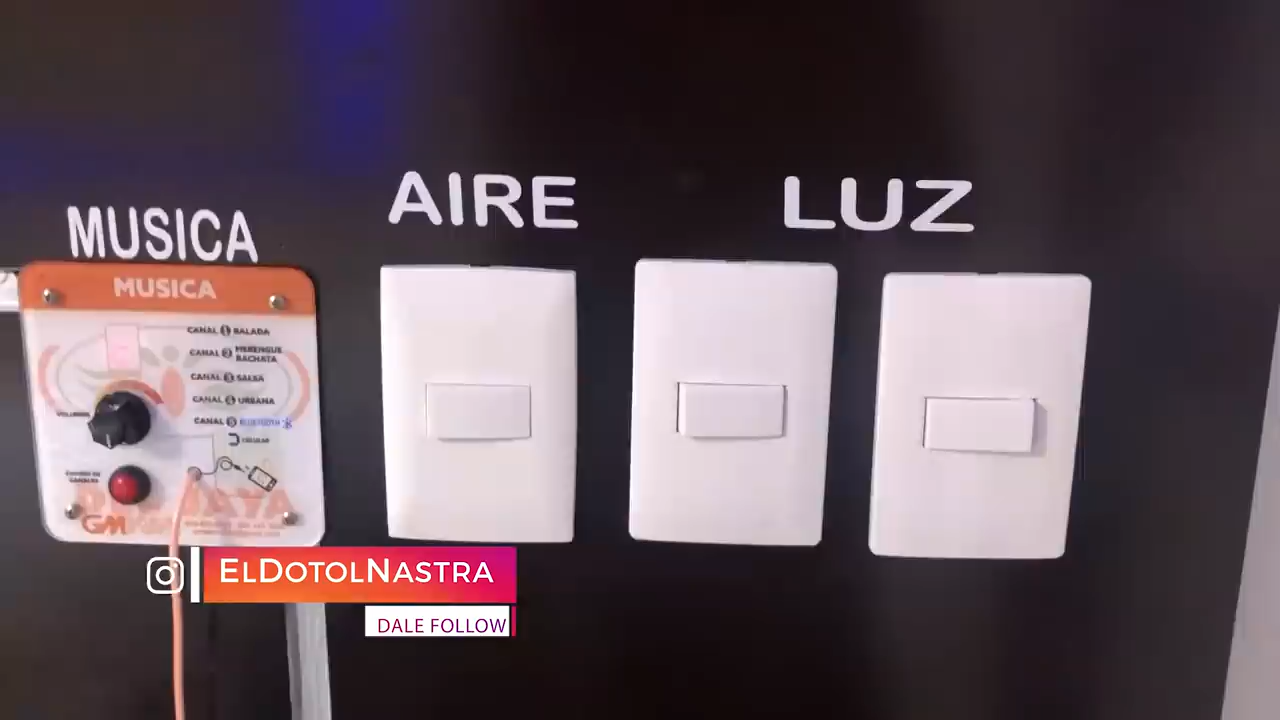 MUSICA
AIRE
LUZ
MUSICA
CANAL 1 BALADA
CANAL 2 MERENGUE
BACHATA
CANAL 3 SALSA
CANAL 4 URBANA
CANAL 5 BLUETOOTH
CELULAR
VOLUMEN
GM
ELDOTOLNASTRA
DALE FOLLOW